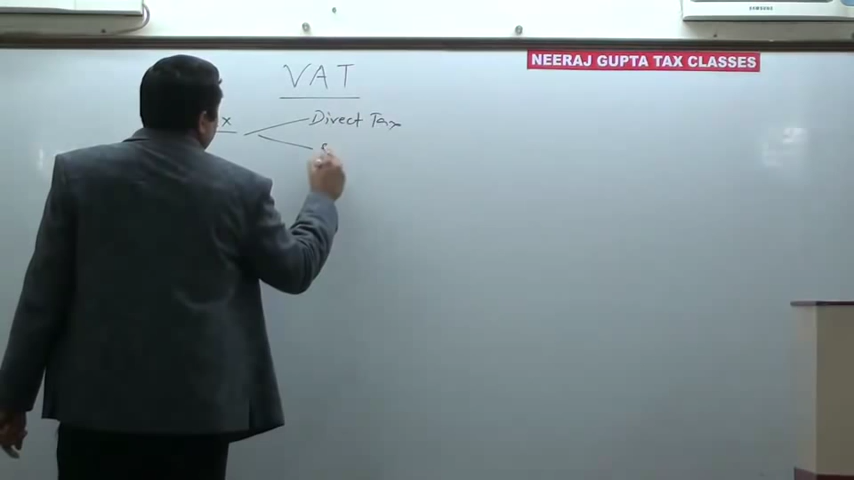 VAT
NEERAJ GUPTA TAX CLASSES
Direct Tax